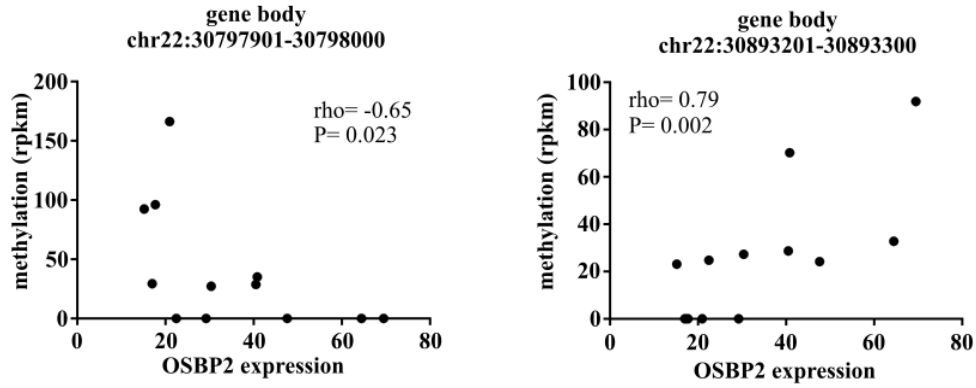 gene body
chr22:30797901-30798000
200
150
100
50
0
methylation (rpkm)
rho= -0.65
P= 0.023
0
20
40
60
80
OSBP2 expression
gene body
chr22:30893201-30893300
100
80
60
40
20
0
methylation (rpkm)
rho= 0.79
P= 0.002
0
20
40
60
80
100
OSBP2 expression